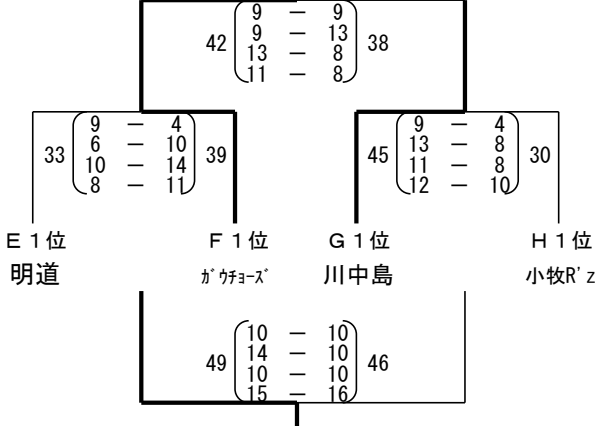 9 － 9
42 9 － 13 38
13 － 8
11 － 8
9 － 4 9 － 4
33 6 － 10 39 45 13 － 8 30
10 － 14 11 － 8
8 － 11 12 － 10
Ｅ１位 Ｆ１位 Ｇ１位 Ｈ１位
明道 ｶﾞｳﾁｮｰｽﾞ 川中島 小牧R'z
10 － 10
49 14 － 10 46
10 － 10
15 － 16